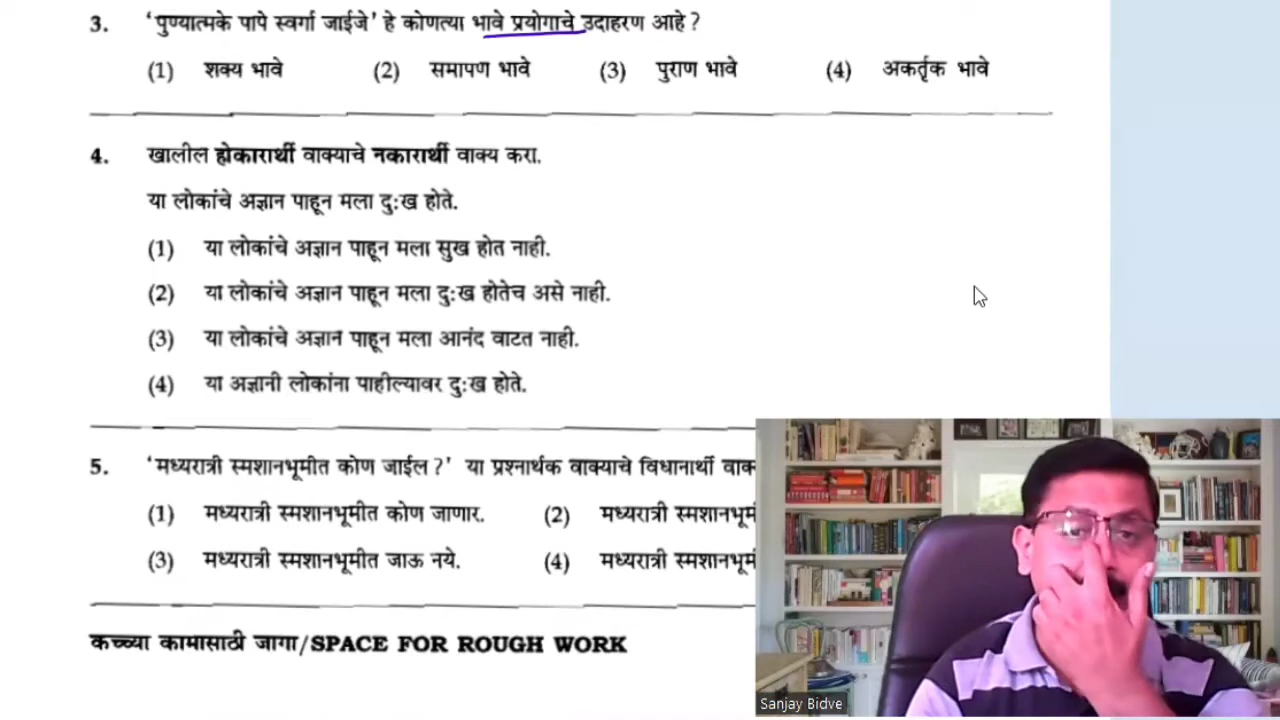 3. 'पुण्यात्मके पापे स्वर्गा जाईजे' हे कोणत्या भावे प्रयोगाचे उदाहरण आहे ?
(1) शक्य भावे (2) समापण भावे (3) पुराण भावे (4) अकर्तृक भावे
4. खालील होकारार्थी वाक्याचे नकारार्थी वाक्य करा.
या लोकांचे अज्ञान पाहून मला दुःख होते.
(1) या लोकांचे अज्ञान पाहून मला सुख होत नाही.
(2) या लोकांचे अज्ञान पाहून मला दुःख होतेच असे नाही.
(3) या लोकांचे अज्ञान पाहून मला आनंद वाटत नाही.
(4) या अज्ञानी लोकांना पाहील्यावर दुःख होते.
5. 'मध्यरात्री स्मशानभूमीत कोण जाईल ?' या प्रश्नार्थक वाक्याचे विधानार्थी
(1) मध्यरात्री स्मशानभूमीत कोण जाणार. (2) मध्यरात्री
(3) मध्यरात्री स्मशानभूमीत जाऊ नये. (4) मध्यरात्री
कच्च्या कामासाठी जागा/SPACE FOR ROUGH WORK
Sanjay Bidve